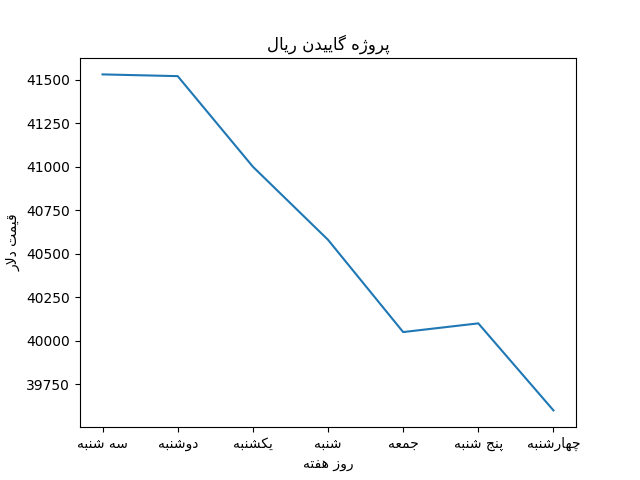 پروژه گاییدن ریال
قیمت دلار
41500
41250
41000
40750
40500
40250
40000
39750
سه شنبه
دوشنبه
یکشنبه
شنبه
جمعه
پنج شنبه
چهارشنبه
روز هفته